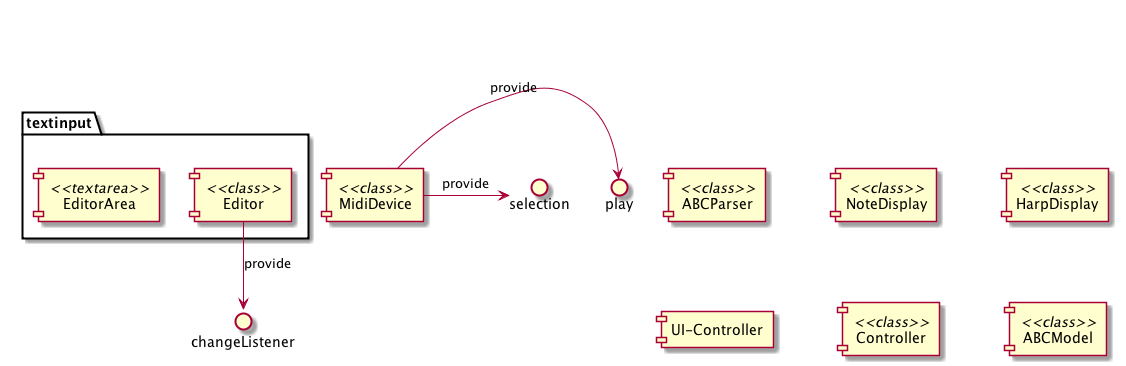 provide
textinput
<<textarea>>
EditorArea
<<class>>
Editor
<<class>>
MidiDevice
provide
selection
play
<<class>>
ABCParser
<<class>>
NoteDisplay
<<class>>
HarpDisplay
provide
changeListener
UI-Controller
<<class>>
Controller
<<class>>
ABCModel